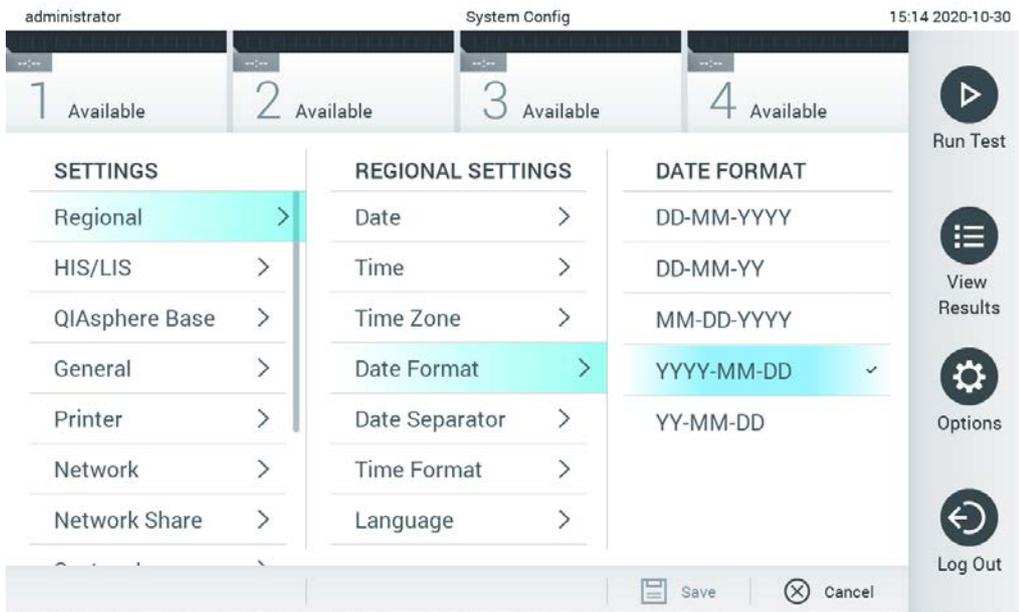 administrator System Config 15:14 2020-10-30
--:-- --:-- --:-- --:--
1 Available 2 Available 3 Available 4 Available
Run Test
SETTINGS
Regional
HIS/LIS
QIAsphere Base
General
Printer
Network
Network Share
REGIONAL SETTINGS
Date
Time
Time Zone
Date Format
Date Separator
Time Format
Language
DATE FORMAT
DD-MM-YYYY
DD-MM-YY
MM-DD-YYYY
YYYY-MM-DD
YY-MM-DD
View
Results
Options
Log Out
Save Cancel